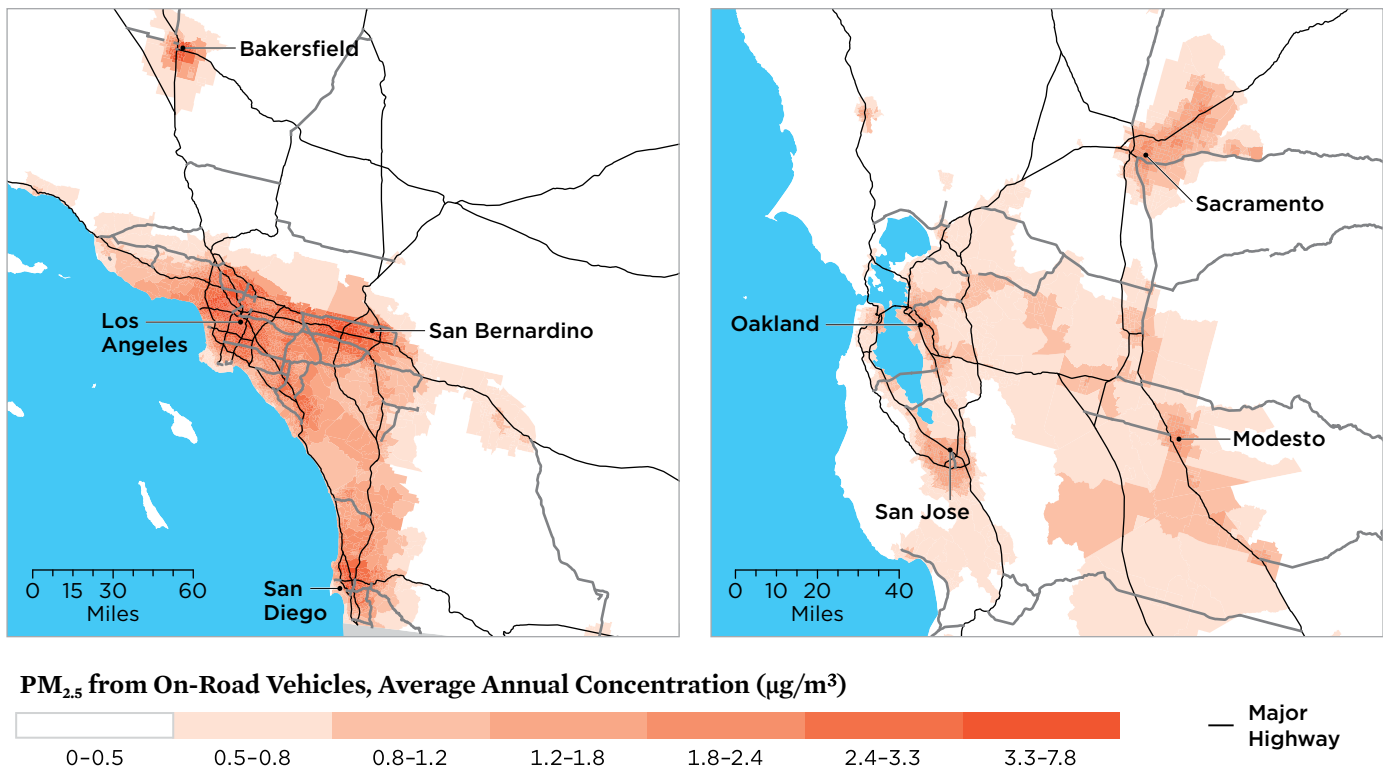 Bakersfield
Los
Angeles
San Bernardino
San
Diego
0 15 30 60
Miles
Sacramento
Oakland
Modesto
San Jose
0 10 20 40
Miles
PM₂.₅ from On-Road Vehicles, Average Annual Concentration (μg/m³)
0–0.5 0.5–0.8 0.8–1.2 1.2–1.8 1.8–2.4 2.4–3.3 3.3–7.8
Major
Highway